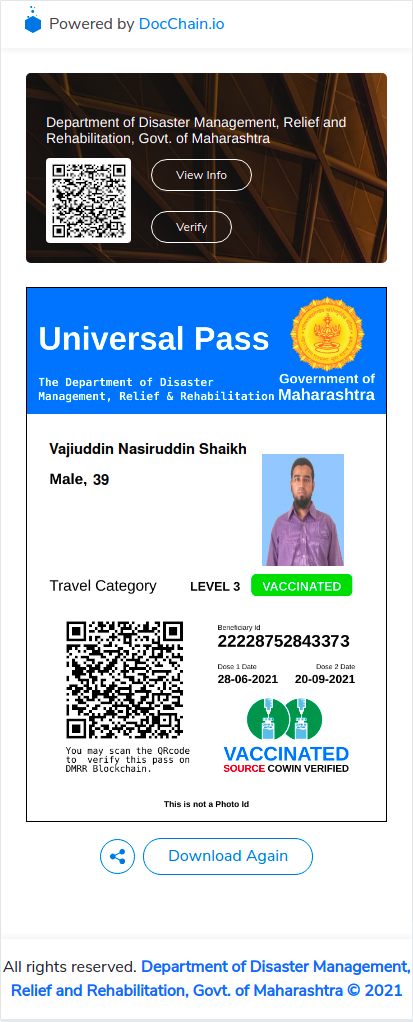 Powered by DocChain.io
Department of Disaster Management, Relief and
Rehabilitation, Govt. of Maharashtra
View Info
Verify
Universal Pass
The Department of Disaster
Management, Relief & Rehabilitation
Government of
Maharashtra
Vajiuddin Nasiruddin Shaikh
Male, 39
Travel Category LEVEL 3 VACCINATED
Beneficiary Id
22228752843373
Dose 1 Date Dose 2 Date
28-06-2021 20-09-2021
You may scan the QRcode
to verify this pass on
DMRR Blockchain.
VACCINATED
SOURCE COWIN VERIFIED
This is not a Photo Id
Download Again
All rights reserved. Department of Disaster Management,
Relief and Rehabilitation, Govt. of Maharashtra © 2021